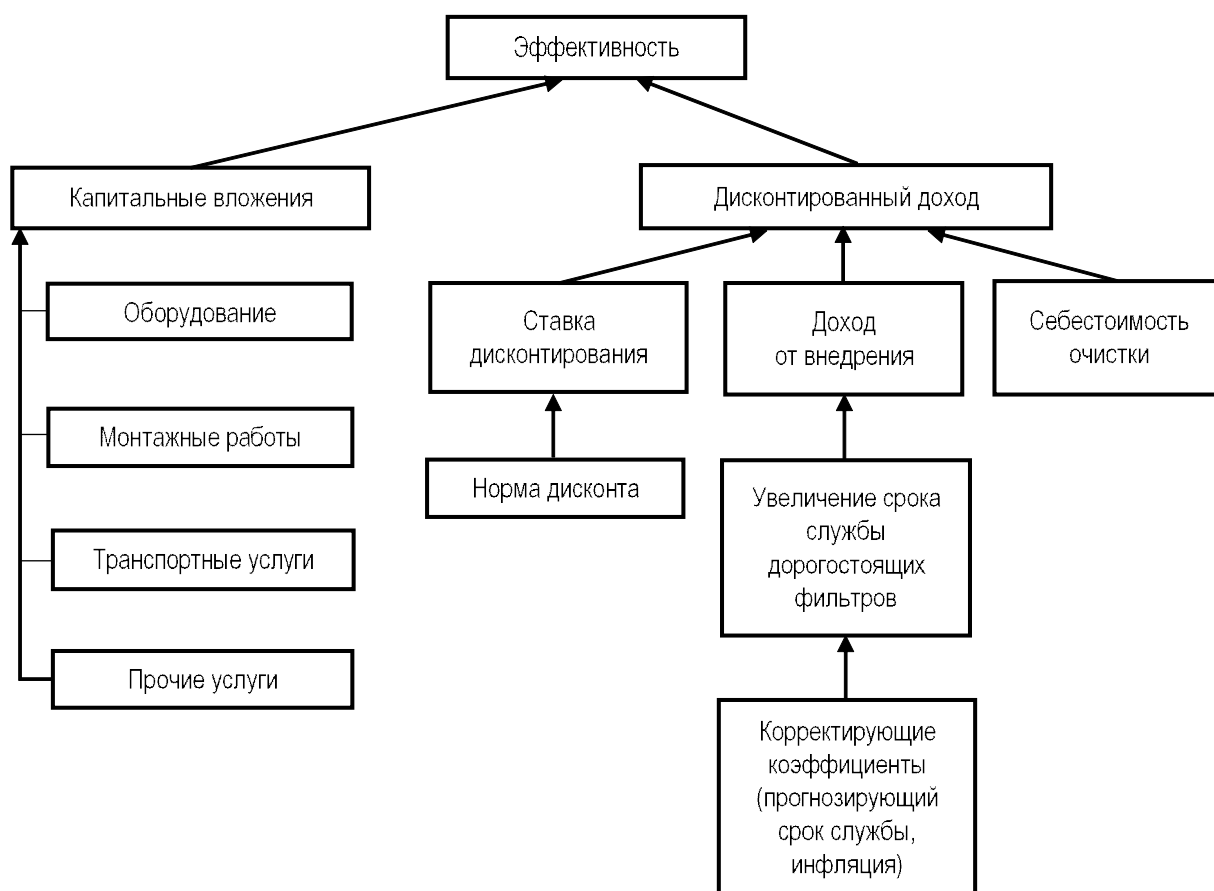 Эффективность
Капитальные вложения
Дисконтированный доход
Оборудование
Монтажные работы
Транспортные услуги
Прочие услуги
Ставка
дисконтирования
Норма дисконта
Доход
от внедрения
Увеличение срока
службы
дорогостоящих
фильтров
Корректирующие
коэффициенты
(прогнозирующий
срок службы,
инфляция)
Себестоимость
очистки